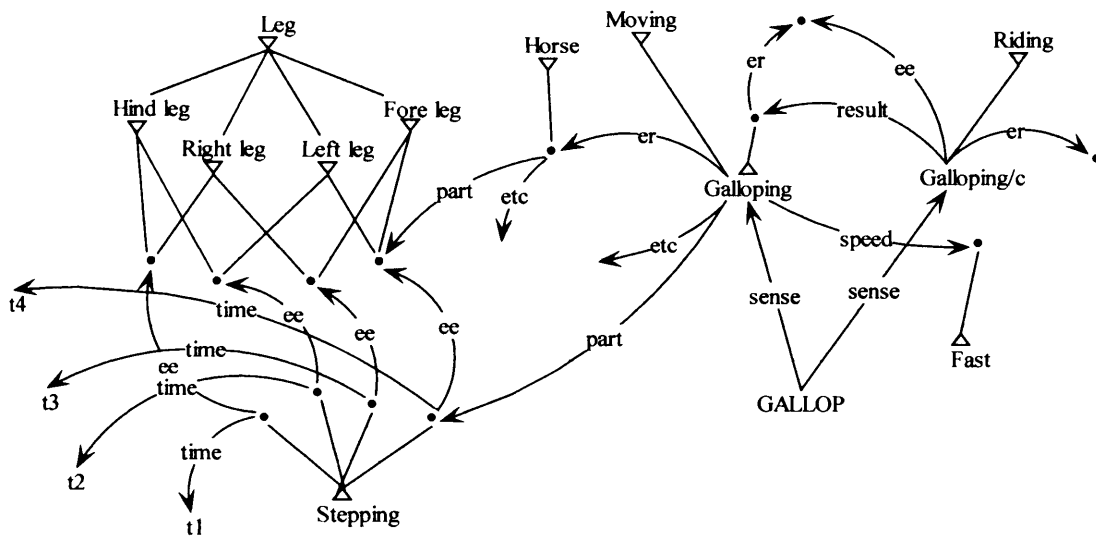 Leg
Moving
Horse
Riding
er
ee
Hind leg
Fore leg
result
er
er
Right leg
Left leg
Galloping
Galloping/c
part
etc
etc
speed
t4
time
ee
ee
ee
sense
sense
part
time
Fast
t3
ee
time
GALLOP
time
t2
Stepping
t1